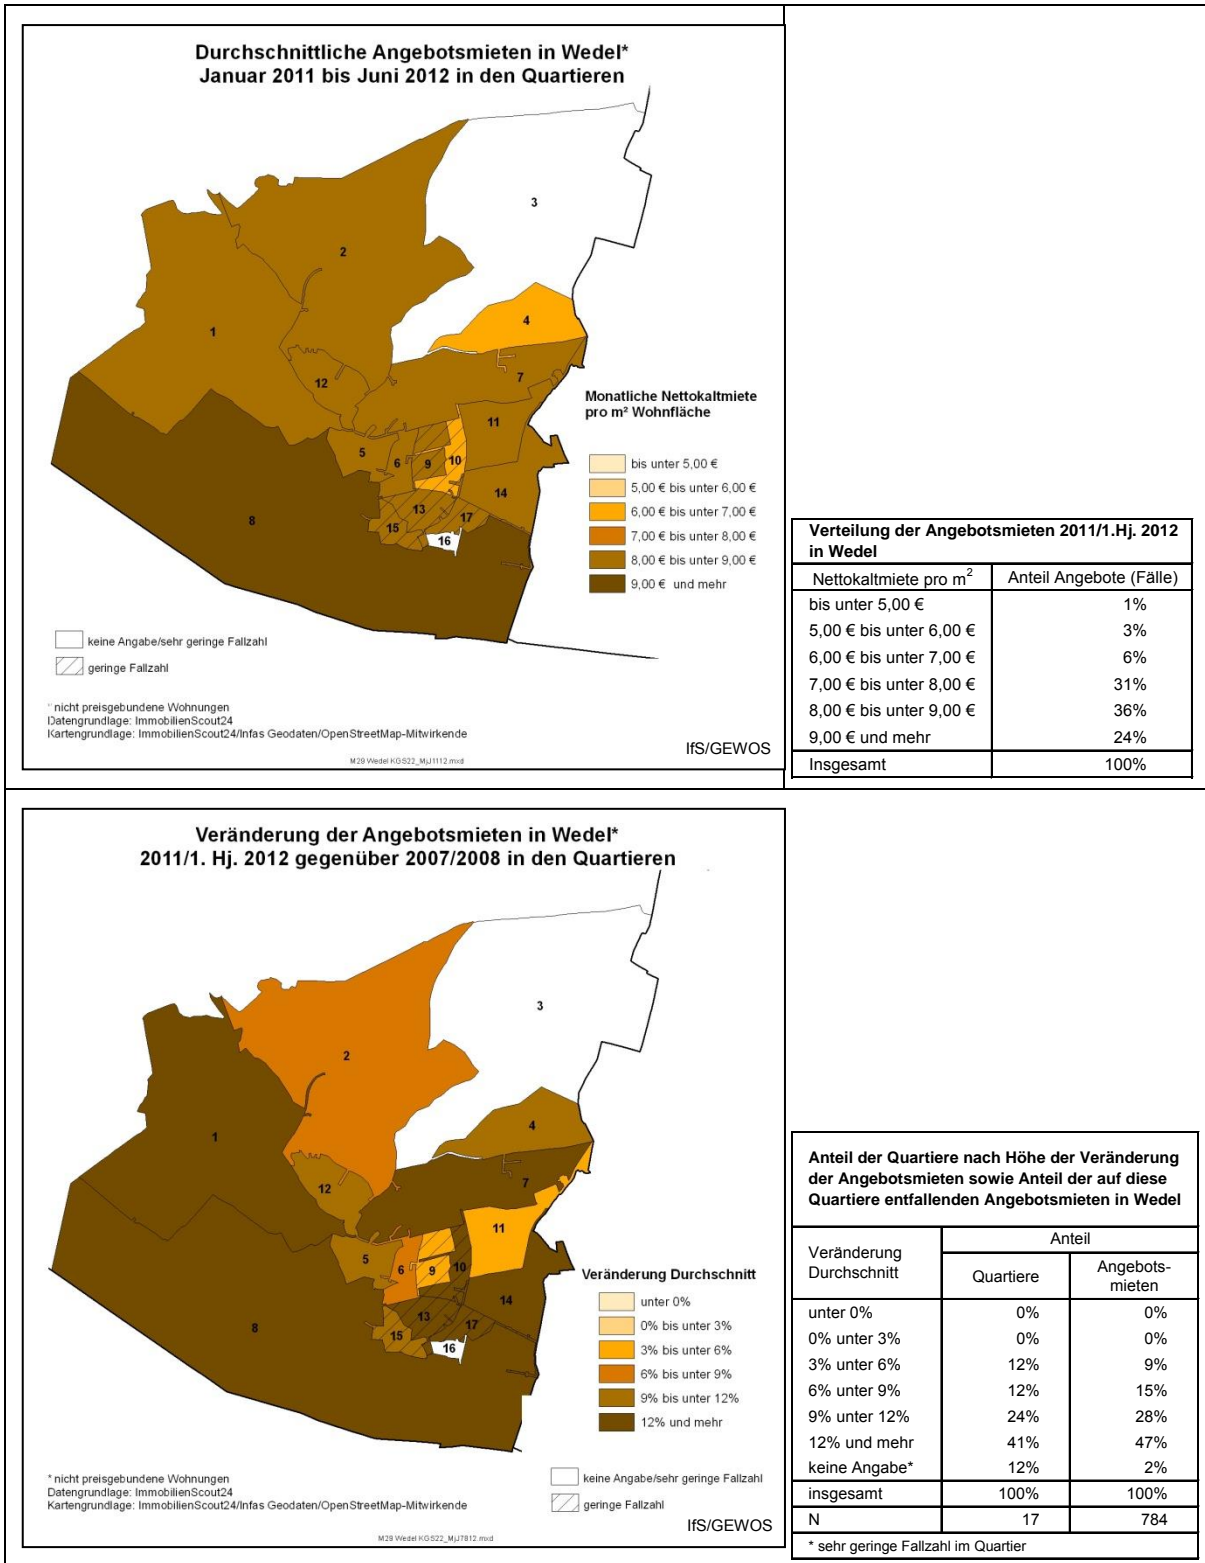 Durchschnittliche Angebotsmieten in Wedel*
Januar 2011 bis Juni 2012 in den Quartieren
3
2
4
1
7
12
11
5
6
9
10
14
8
13
17
15
16
Monatliche Nettokaltmiete
pro m² Wohnfläche
bis unter 5,00 €
5,00 € bis unter 6,00 €
6,00 € bis unter 7,00 €
7,00 € bis unter 8,00 €
8,00 € bis unter 9,00 €
9,00 € und mehr
keine Angabe/sehr geringe Fallzahl
geringe Fallzahl
* nicht preisgebundene Wohnungen
Datengrundlage: ImmobilienScout24
Kartengrundlage: ImmobilienScout24/Infas Geodaten/OpenStreetMap-Mitwirkende
IfS/GEWOS
M29 Wedel KGS22_MjJ1112.mxd
Verteilung der Angebotsmieten 2011/1.Hj. 2012
in Wedel
Nettokaltmiete pro m² Anteil Angebote (Fälle)
bis unter 5,00 € 1%
5,00 € bis unter 6,00 € 3%
6,00 € bis unter 7,00 € 6%
7,00 € bis unter 8,00 € 31%
8,00 € bis unter 9,00 € 36%
9,00 € und mehr 24%
Insgesamt 100%
Veränderung der Angebotsmieten in Wedel*
2011/1. Hj. 2012 gegenüber 2007/2008 in den Quartieren
3
2
4
1
7
12
11
5
6
9
10
14
8
13
17
15
16
Veränderung Durchschnitt
unter 0%
0% bis unter 3%
3% bis unter 6%
6% bis unter 9%
9% bis unter 12%
12% und mehr
keine Angabe/sehr geringe Fallzahl
geringe Fallzahl
* nicht preisgebundene Wohnungen
Datengrundlage: ImmobilienScout24
Kartengrundlage: ImmobilienScout24/Infas Geodaten/OpenStreetMap-Mitwirkende
IfS/GEWOS
M29 Wedel KGS22_MjJ7812.mxd
Anteil der Quartiere nach Höhe der Veränderung
der Angebotsmieten sowie Anteil der auf diese
Quartiere entfallenden Angebotsmieten in Wedel
Veränderung
Durchschnitt
Anteil
Quartiere
Angebots-
mieten
unter 0% 0% 0%
0% unter 3% 0% 0%
3% unter 6% 12% 9%
6% unter 9% 12% 15%
9% unter 12% 24% 28%
12% und mehr 41% 47%
keine Angabe* 12% 2%
insgesamt 100% 100%
N 17 784
* sehr geringe Fallzahl im Quartier